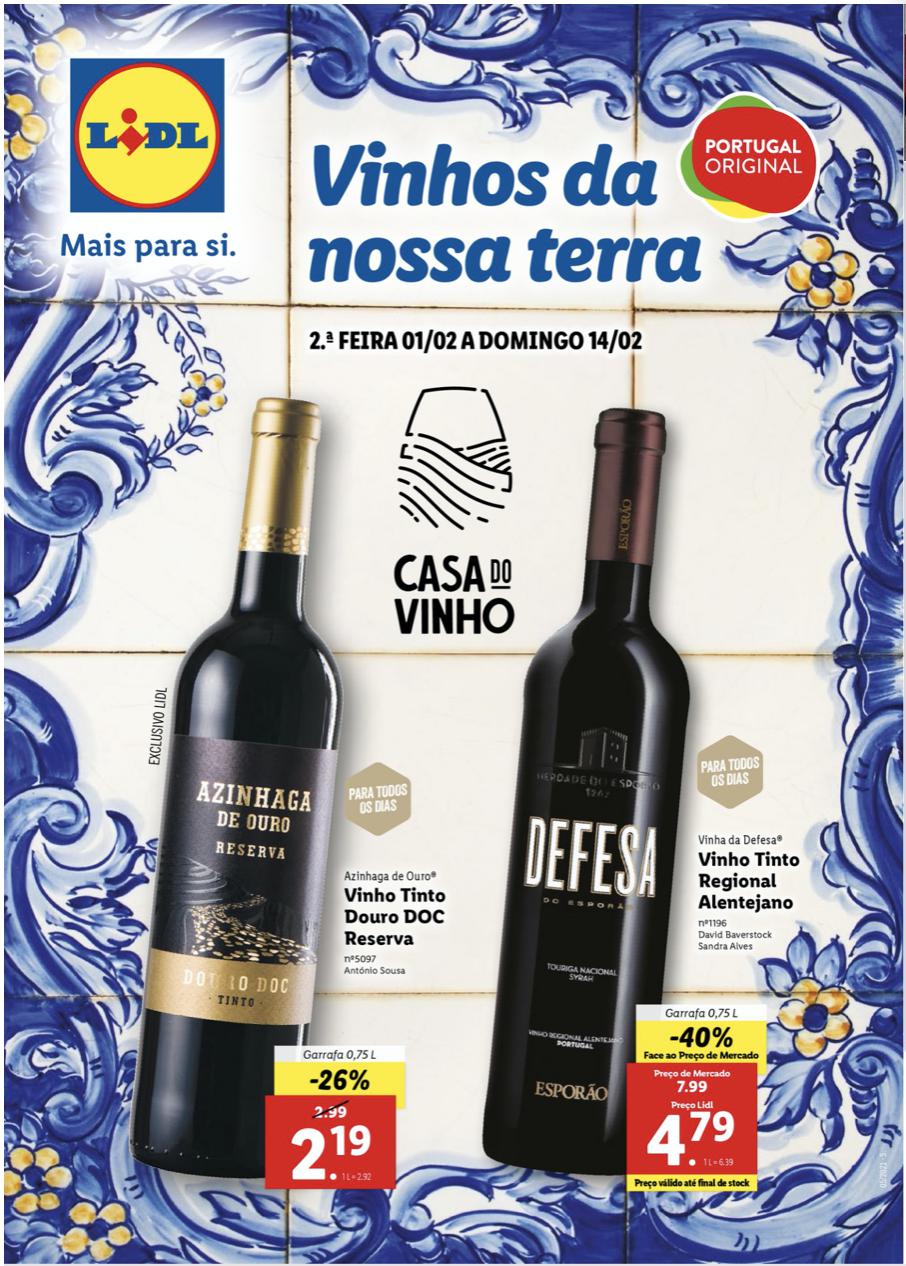 LIDL
Mais para si.
Vinhos da
nossa terra
PORTUGAL
ORIGINAL
2.ª FEIRA 01/02 A DOMINGO 14/02
CASA DO
VINHO
EXCLUSIVO LIDL
AZINHAGA
DE OURO
RESERVA
DOURO DOC
· TINTO ·
PARA TODOS
OS DIAS
Azinhaga de Ouro®
Vinho Tinto
Douro DOC
Reserva
nº5097
António Sousa
Garrafa 0,75 L
-26%
2.99
2.19
1 L = 2.92
ESPORÃO
HERDADE DO ESPORÃO
1267
DEFESA
DO ESPORÃO
TOURIGA NACIONAL
SYRAH
VINHO REGIONAL ALENTEJANO
PORTUGAL
ESPORÃO
PARA TODOS
OS DIAS
Vinha da Defesa®
Vinho Tinto
Regional
Alentejano
nº1196
David Baverstock
Sandra Alves
Garrafa 0,75 L
-40%
Face ao Preço de Mercado
Preço de Mercado
7.99
Preço Lidl
4.79
1 L = 6.39
Preço válido até final de stock